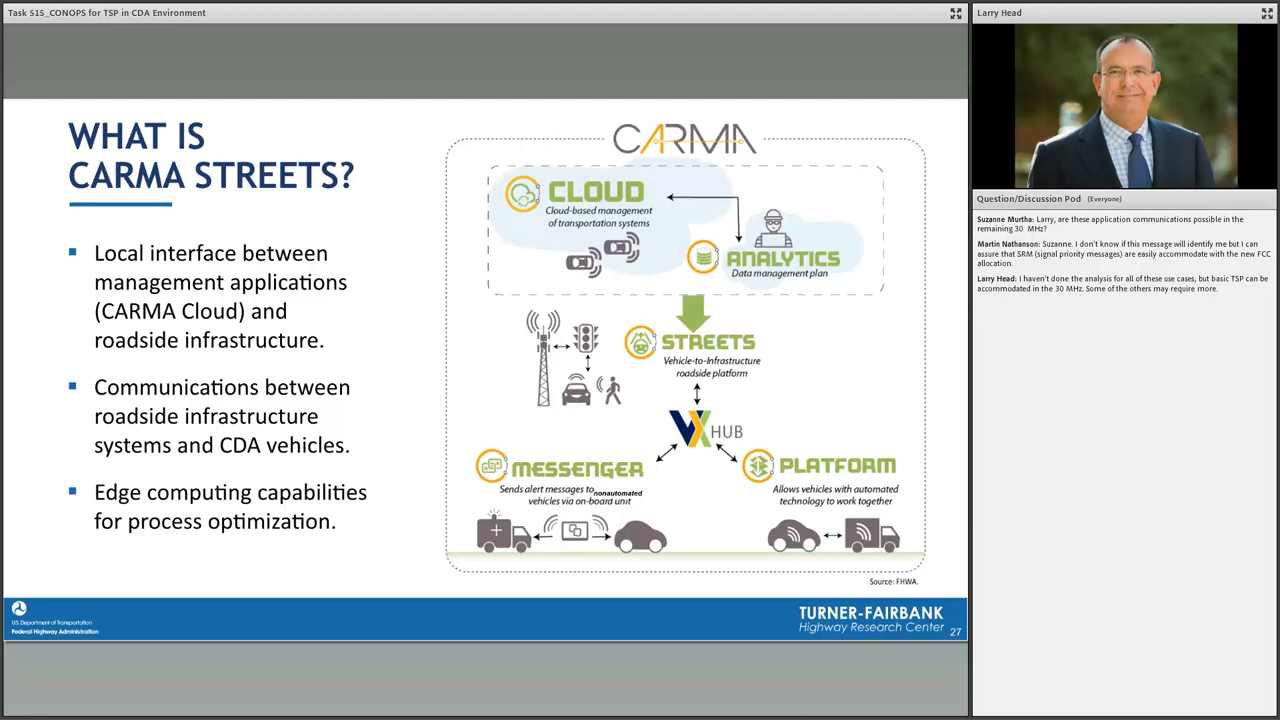 Task 515_CONOPS for TSP in CDA Environment
WHAT IS
CARMA STREETS?
▪ Local interface between
management applications
(CARMA Cloud) and
roadside infrastructure.
▪ Communications between
roadside infrastructure
systems and CDA vehicles.
▪ Edge computing capabilities
for process optimization.
CARMA
CLOUD
Cloud-based management
of transportation systems
ANALYTICS
Data management plan
STREETS
Vehicle-to-Infrastructure
roadside platform
VX HUB
MESSENGER
Sends alert messages to nonautomated
vehicles via on-board unit
PLATFORM
Allows vehicles with automated
technology to work together
Source: FHWA.
U.S. Department of Transportation
Federal Highway Administration
TURNER-FAIRBANK
Highway Research Center
27
Larry Head
Question/Discussion Pod (Everyone)
Suzanne Murtha: Larry, are these application communications possible in the
remaining 30 MHz?
Martin Nathanson: Suzanne. I don't know if this message will identify me but I can
assure that SRM (signal priority messages) are easily accommodate with the new FCC
allocation.
Larry Head: I haven't done the analysis for all of these use cases, but basic TSP can be
accommodated in the 30 MHz. Some of the others may require more.